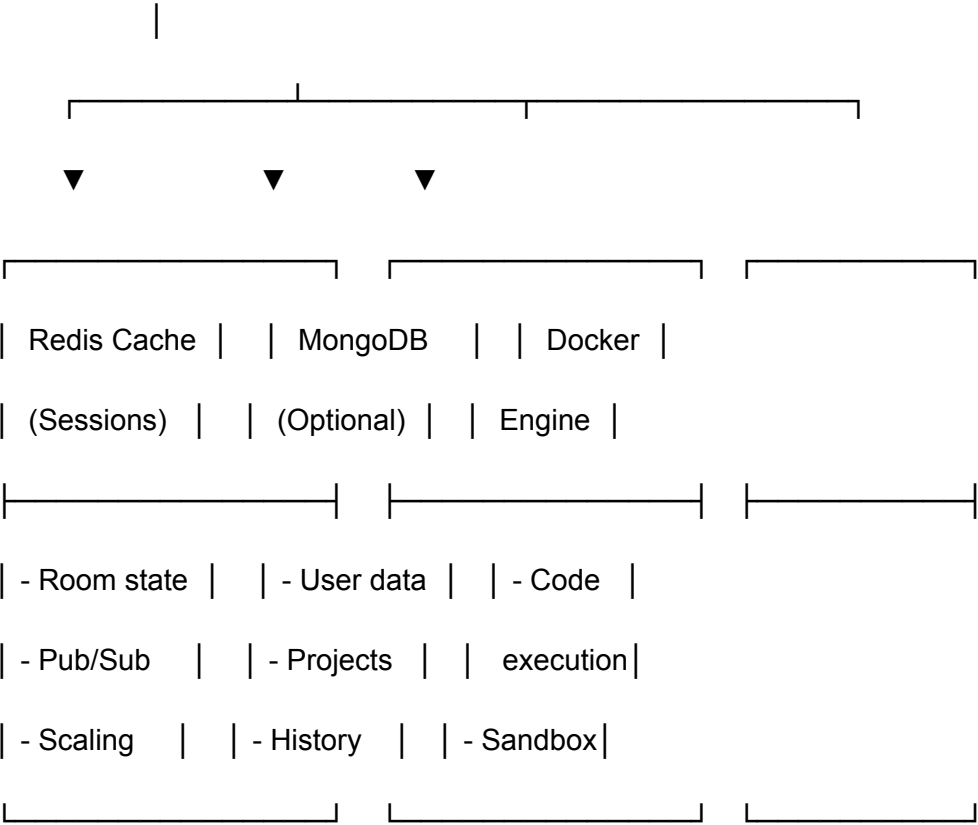 │
┌───────────┴───────────┬────────────────┐
▼ ▼ ▼
┌────────────────┐ ┌───────────────┐ ┌───────────┐
│ Redis Cache │ │ MongoDB │ │ Docker │
│ (Sessions) │ │ (Optional) │ │ Engine │
├────────────────┤ ├───────────────┤ ├───────────┤
│ - Room state │ │ - User data │ │ - Code │
│ - Pub/Sub │ │ - Projects │ │ execution│
│ - Scaling │ │ - History │ │ - Sandbox│
└────────────────┘ └───────────────┘ └───────────┘